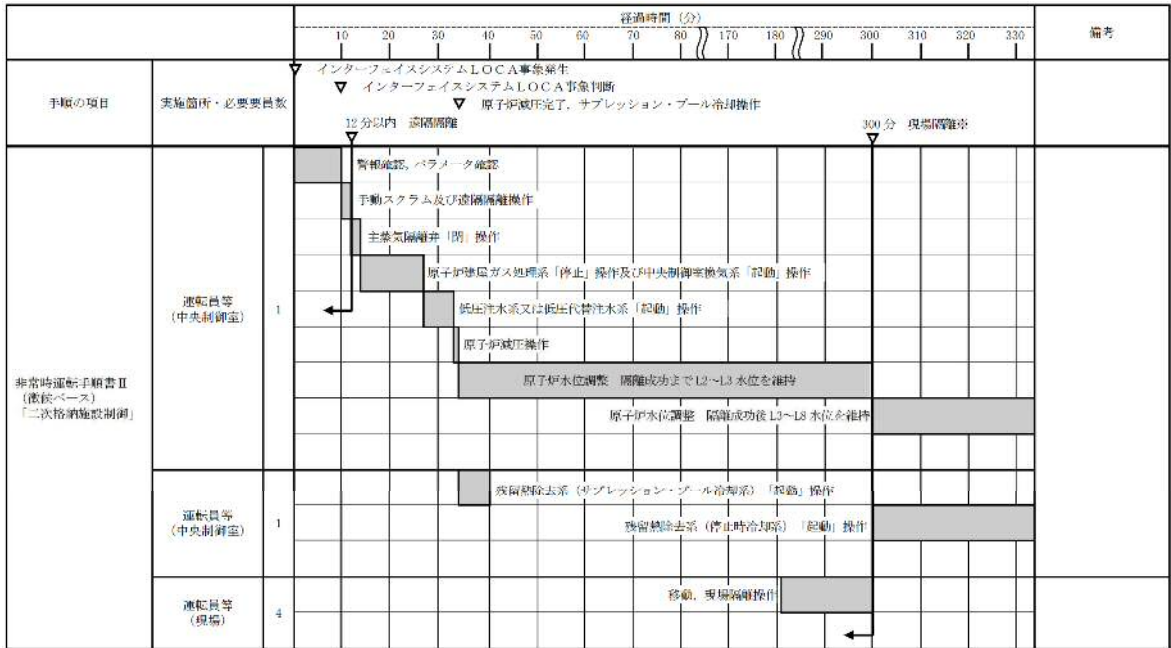 経過時間（分）
備考
10 20 30 40 50 60 70 80 170 180 290 300 310 320 330
手順の項目
実施箇所・必要要員数
インターフェイスシステムＬＯＣＡ事象発生
インターフェイスシステムＬＯＣＡ事象判断
原子炉減圧完了，サプレッション・プール冷却操作
12分以内　遠隔隔離
300分　現場隔離※
非常時運転手順書Ⅱ
（徴候ベース）
「二次格納施設制御」
運転員等
（中央制御室）
1
警報確認，パラメータ確認
手動スクラム及び遠隔隔離操作
主蒸気隔離弁「閉」操作
原子炉建屋ガス処理系「停止」操作及び中央制御室換気系「起動」操作
低圧注水系又は低圧代替注水系「起動」操作
原子炉減圧操作
原子炉水位調整　隔離成功までL2～L3水位を維持
原子炉水位調整　隔離成功後L3～L8水位を維持
運転員等
（中央制御室）
1
残留熱除去系（サプレッション・プール冷却系）「起動」操作
残留熱除去系（停止時冷却系）「起動」操作
運転員等
（現場）
4
移動，現場隔離操作